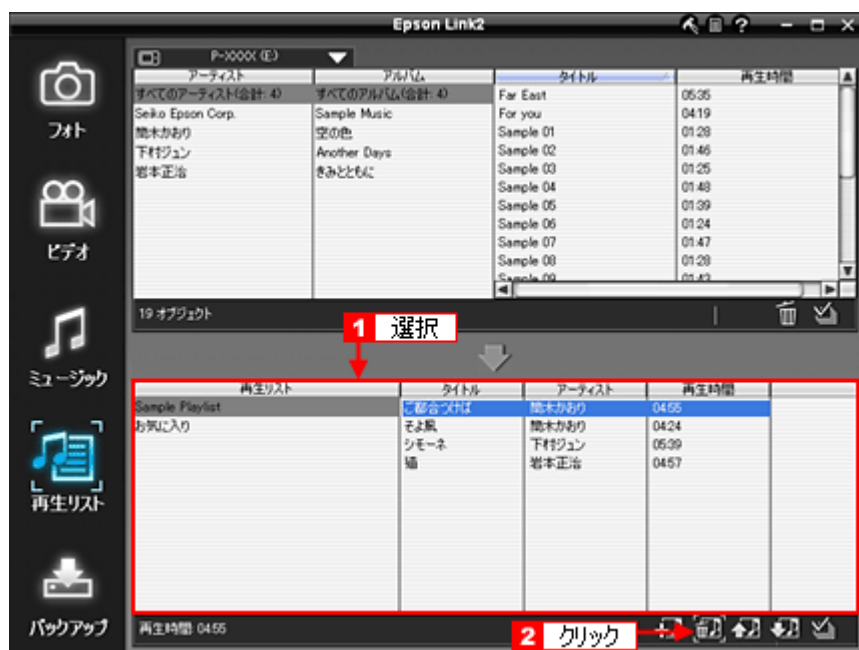 Epson Link2
P-XXXX (E)
アーティスト アルバム タイトル 再生時間
すべてのアーティスト(合計: 4) すべてのアルバム(合計: 4) Far East 05:35
Seiko Epson Corp. Sample Music For you 04:19
間木かおり 空の色 Sample 01 01:28
下村ジュン Another Days Sample 02 01:46
岩本正治 きみとともに Sample 03 01:25
Sample 04 01:48
Sample 05 01:39
Sample 06 01:24
Sample 07 01:47
Sample 08 01:28
Sample 09 01:42
19 オブジェクト
フォト
ビデオ
ミュージック
再生リスト
バックアップ
1 選択
再生リスト タイトル アーティスト 再生時間
Sample Playlist ご都合つけば 間木かおり 04:55
お気に入り そよ風 間木かおり 04:24
シモーネ 下村ジュン 05:39
岩本正治 04:57
再生時間: 04:55
2 クリック